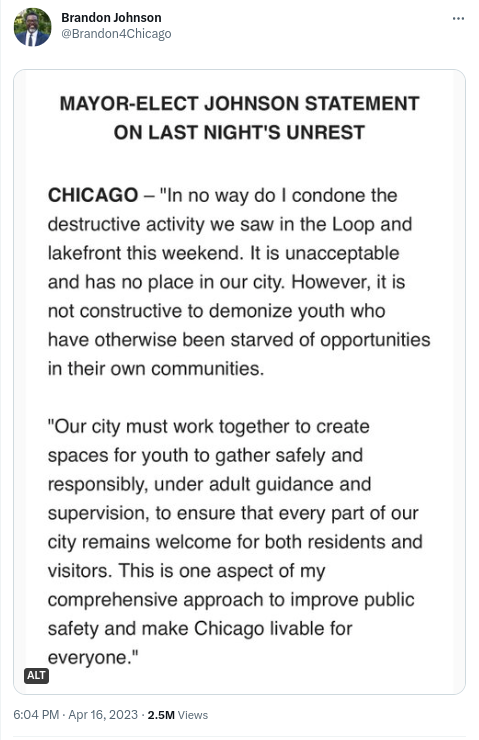 Brandon Johnson
@Brandon4Chicago
MAYOR-ELECT JOHNSON STATEMENT
ON LAST NIGHT'S UNREST
CHICAGO – "In no way do I condone the
destructive activity we saw in the Loop and
lakefront this weekend. It is unacceptable
and has no place in our city. However, it is
not constructive to demonize youth who
have otherwise been starved of opportunities
in their own communities.
"Our city must work together to create
spaces for youth to gather safely and
responsibly, under adult guidance and
supervision, to ensure that every part of our
city remains welcome for both residents and
visitors. This is one aspect of my
comprehensive approach to improve public
safety and make Chicago livable for
everyone."
ALT
6:04 PM · Apr 16, 2023 · 2.5M Views